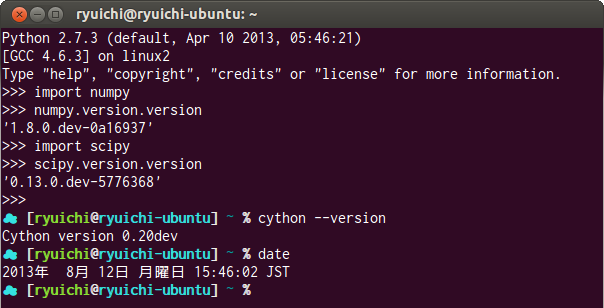 ryuichi@ryuichi-ubuntu: ~
Python 2.7.3 (default, Apr 10 2013, 05:46:21)
[GCC 4.6.3] on linux2
Type "help", "copyright", "credits" or "license" for more information.
>>> import numpy
>>> numpy.version.version
'1.8.0.dev-0a16937'
>>> import scipy
>>> scipy.version.version
'0.13.0.dev-5776368'
>>>
[ryuichi@ryuichi-ubuntu] ~ % cython --version
Cython version 0.20dev
[ryuichi@ryuichi-ubuntu] ~ % date
2013年  8月 12日 月曜日 15:46:02 JST
[ryuichi@ryuichi-ubuntu] ~ %